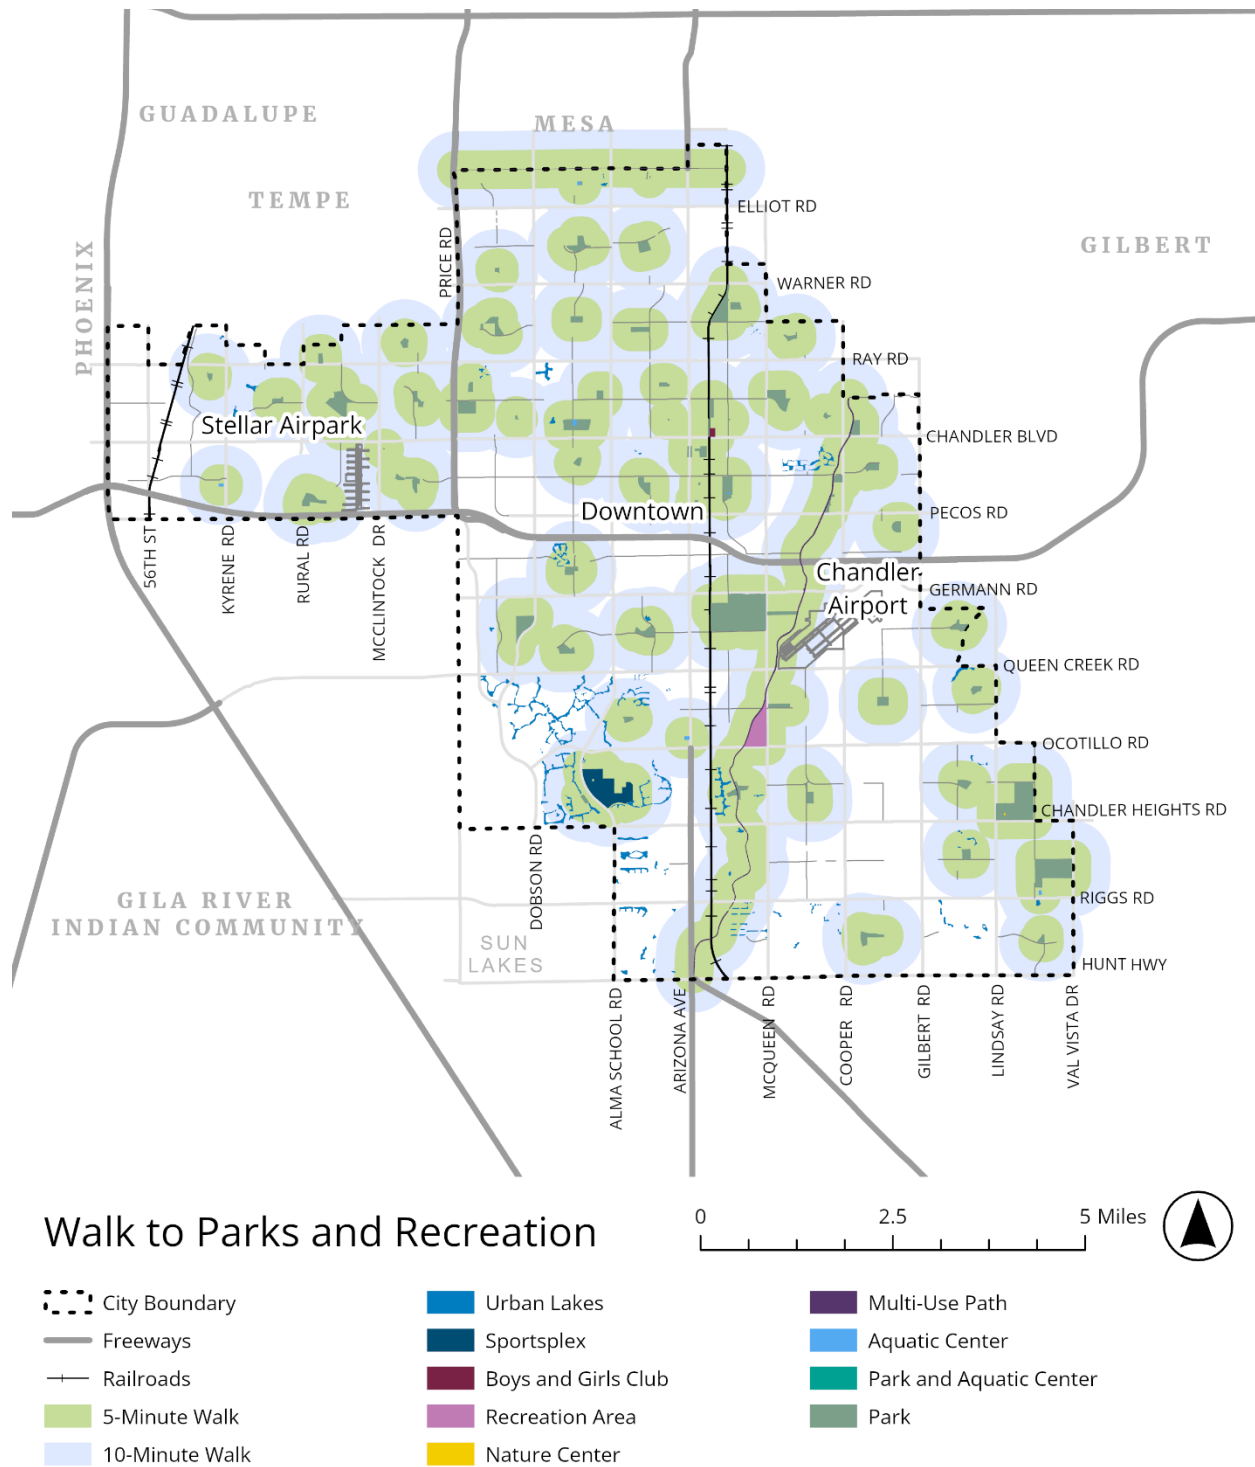 GUADALUPE
MESA
TEMPE
ELLIOT RD
GILBERT
PHOENIX
PRICE RD
WARNER RD
RAY RD
Stellar Airpark
CHANDLER BLVD
Downtown
PECOS RD
56TH ST
KYRENE RD
RURAL RD
MCCLINTOCK DR
Chandler
Airport
GERMANN RD
QUEEN CREEK RD
OCOTILLO RD
CHANDLER HEIGHTS RD
DOBSON RD
GILA RIVER
INDIAN COMMUNITY
RIGGS RD
SUN
LAKES
HUNT HWY
ALMA SCHOOL RD
ARIZONA AVE
MCQUEEN RD
COOPER RD
GILBERT RD
LINDSAY RD
VAL VISTA DR
Walk to Parks and Recreation
0 2.5 5 Miles
City Boundary
Freeways
Railroads
5-Minute Walk
10-Minute Walk
Urban Lakes
Sportsplex
Boys and Girls Club
Recreation Area
Nature Center
Multi-Use Path
Aquatic Center
Park and Aquatic Center
Park